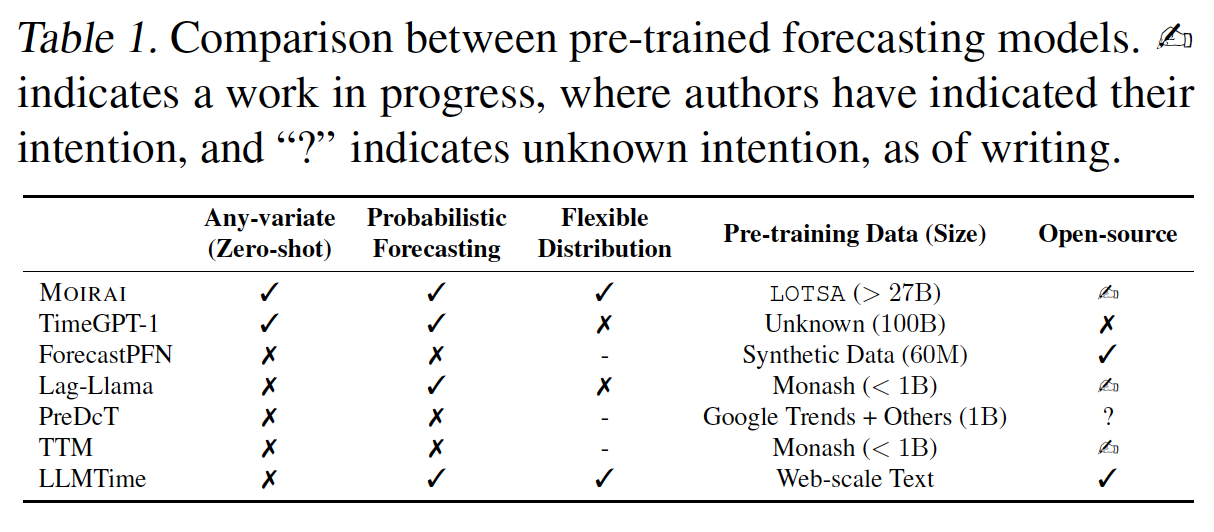 Table 1. Comparison between pre-trained forecasting models. ✍
indicates a work in progress, where authors have indicated their
intention, and “?” indicates unknown intention, as of writing.
Any-variate (Zero-shot) Probabilistic Forecasting Flexible Distribution Pre-training Data (Size) Open-source
MOIRAI ✓ ✓ ✓ LOTSA (> 27B) ✍
TimeGPT-1 ✓ ✓ ✗ Unknown (100B) ✗
ForecastPFN ✗ ✗ - Synthetic Data (60M) ✓
Lag-Llama ✗ ✓ ✗ Monash (< 1B) ✍
PreDcT ✗ ✗ - Google Trends + Others (1B) ?
TTM ✗ ✗ - Monash (< 1B) ✍
LLMTime ✗ ✓ ✓ Web-scale Text ✓